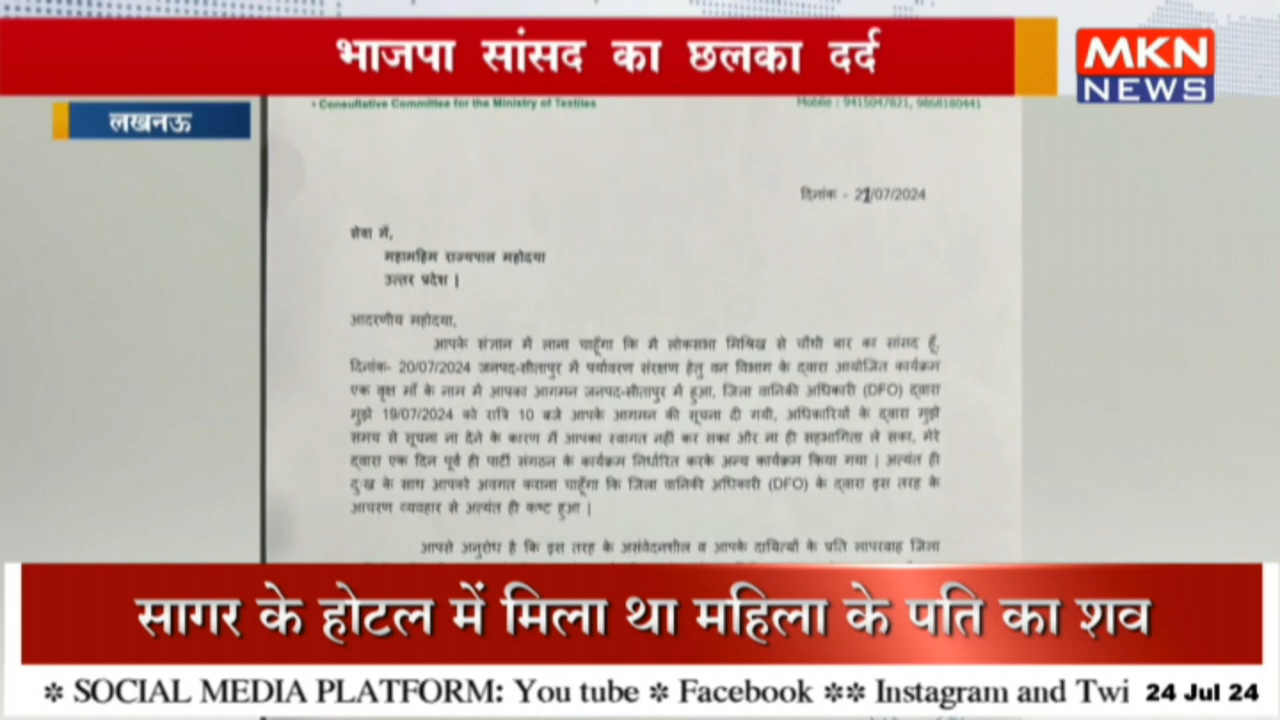 भाजपा सांसद का छलका दर्द
MKN
NEWS
लखनऊ
• Consultative Committee for the Ministry of Textiles
Mobile : 9415047821, 9868180441
दिनांक - 21/07/2024
सेवा में,
महामहिम राज्यपाल महोदया
उत्तर प्रदेश |
आदरणीय महोदया,
आपके संज्ञान में लाना चाहूँगा कि मै लोकसभा मिश्रिख से चौथी बार का सांसद हूँ,
दिनांक- 20/07/2024 जनपद-सीतापुर में पर्यावरण संरक्षण हेतु वन विभाग के द्वारा आयोजित कार्यक्रम
एक वृक्ष माँ के नाम मे आपका आगमन जनपद-सीतापुर मे हुआ, जिला वानिकी अधिकारी (DFO) द्वारा
मुझे 19/07/2024 को रात्रि 10 बजे आपके आगमन की सूचना दी गयी, अधिकारियों के द्वारा मुझे
समय से सूचना ना देने के कारण मैं आपका स्वागत नहीं कर सका और ना ही सहभागिता ले सका, मेरे
द्वारा एक दिन पूर्व ही पार्टी संगठन के कार्यक्रम निर्धारित करके अन्य कार्यक्रम किया गया | अत्यंत ही
दुःख के साथ आपको अवगत कराना चाहूँगा कि जिला वानिकी अधिकारी (DFO) के द्वारा इस तरह के
आचरण व्यवहार से अत्यंत ही कष्ट हुआ |
आपसे अनुरोध है कि इस तरह के असंवेदनशील व आपके दायित्वों के प्रति लापरवाह जिला
सागर के होटल में मिला था महिला के पति का शव
✲ SOCIAL MEDIA PLATFORM: You tube ✲ Facebook ✲✲ Instagram and Twi
24 Jul 24